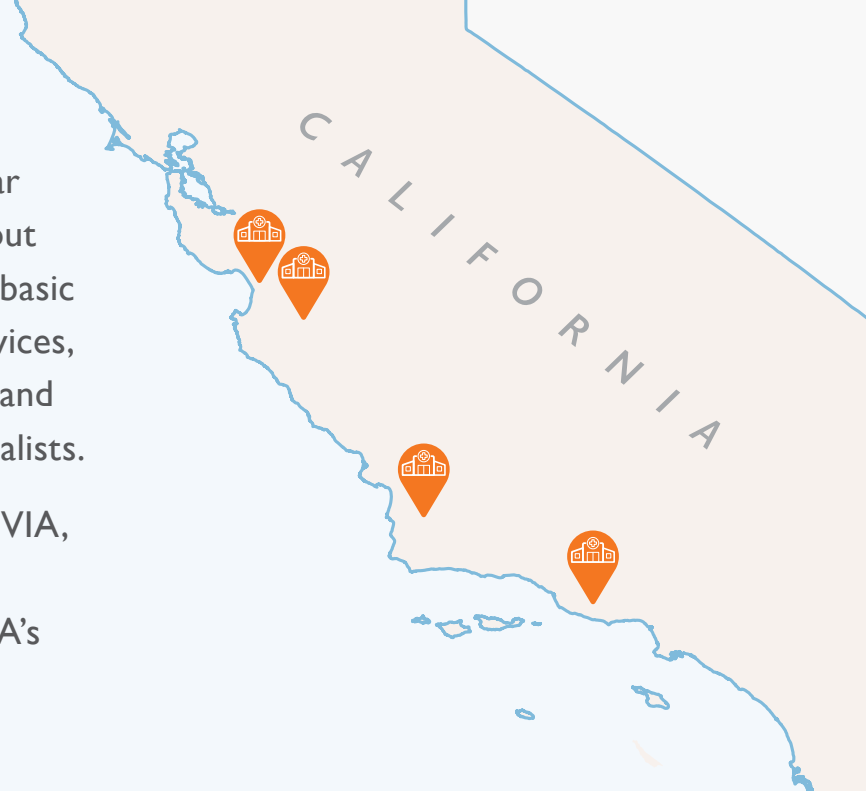 ar
out
basic
vices,
and
alists.
VIA,
A’s
CALIFORNIA